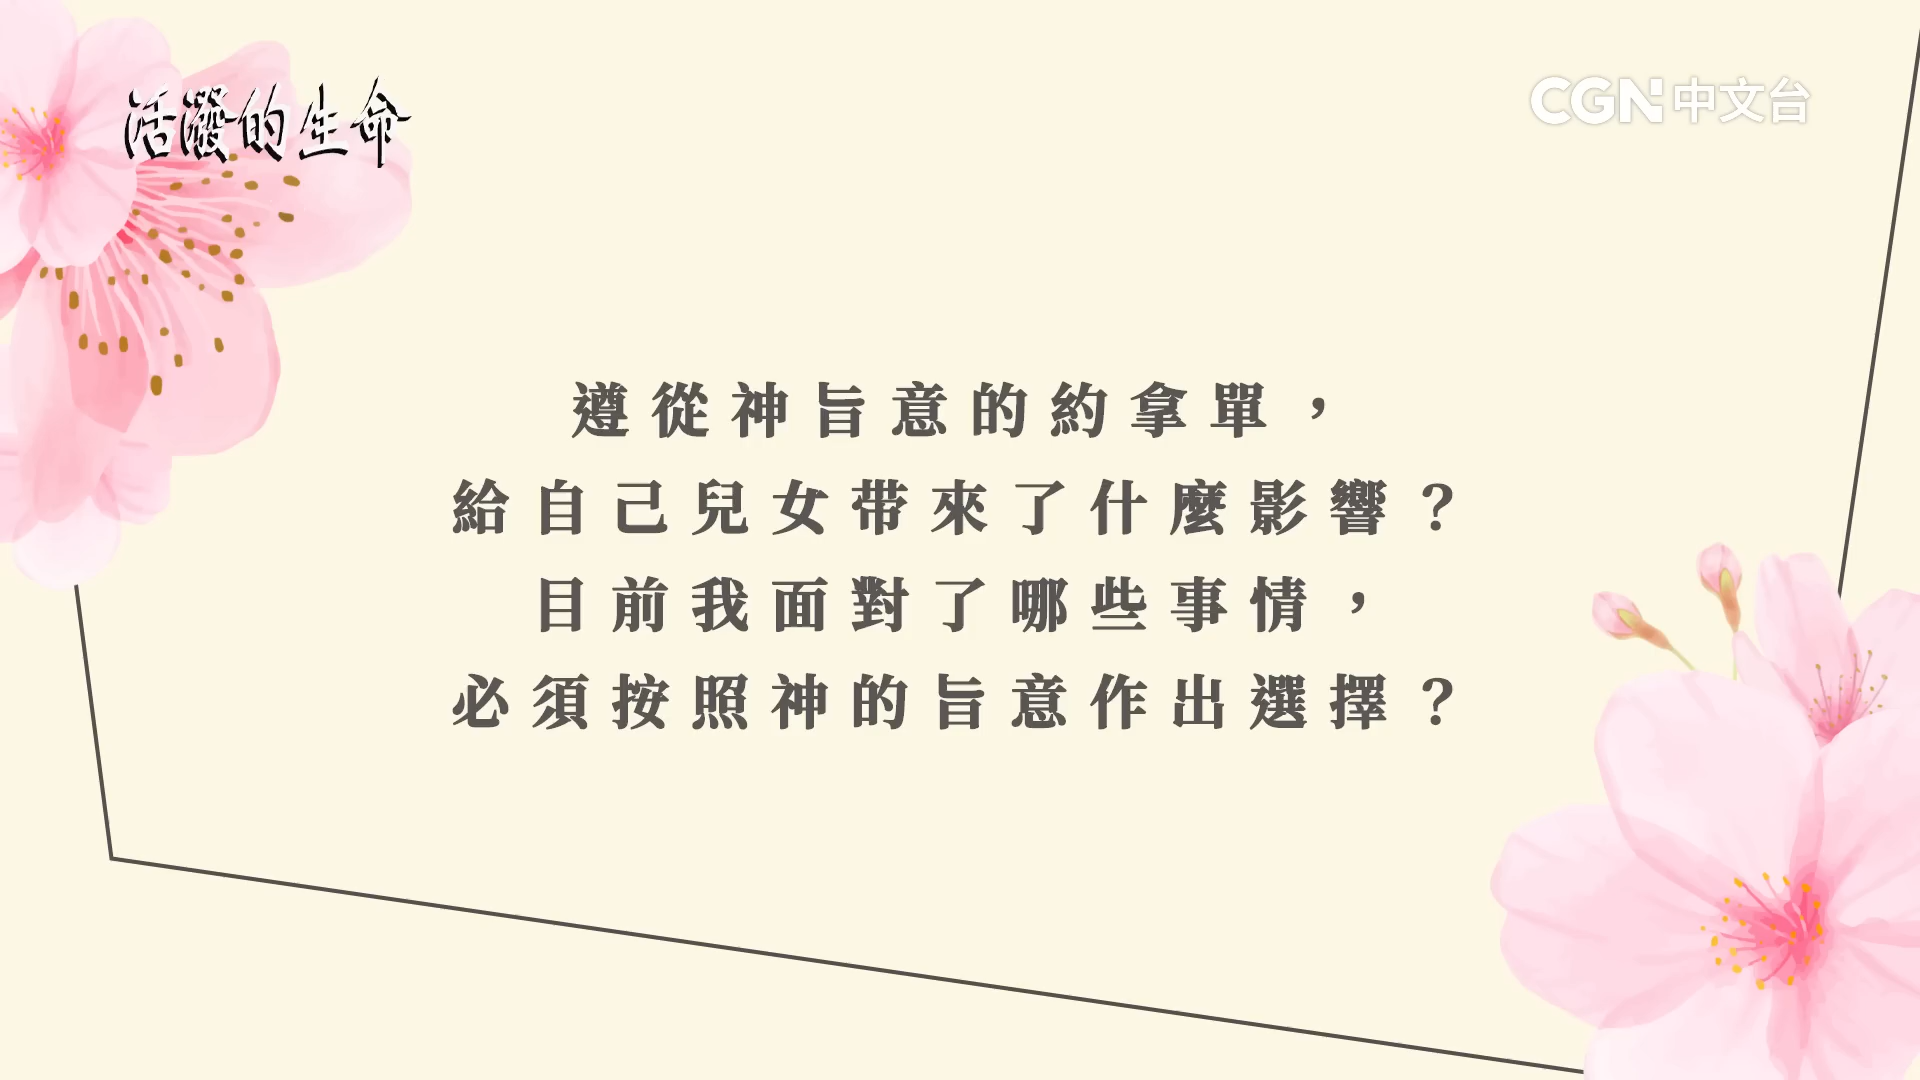 活潑的生命
CGN中文台
遵從神旨意的約拿單，
給自己兒女帶來了什麼影響？
目前我面對了哪些事情，
必須按照神的旨意作出選擇？